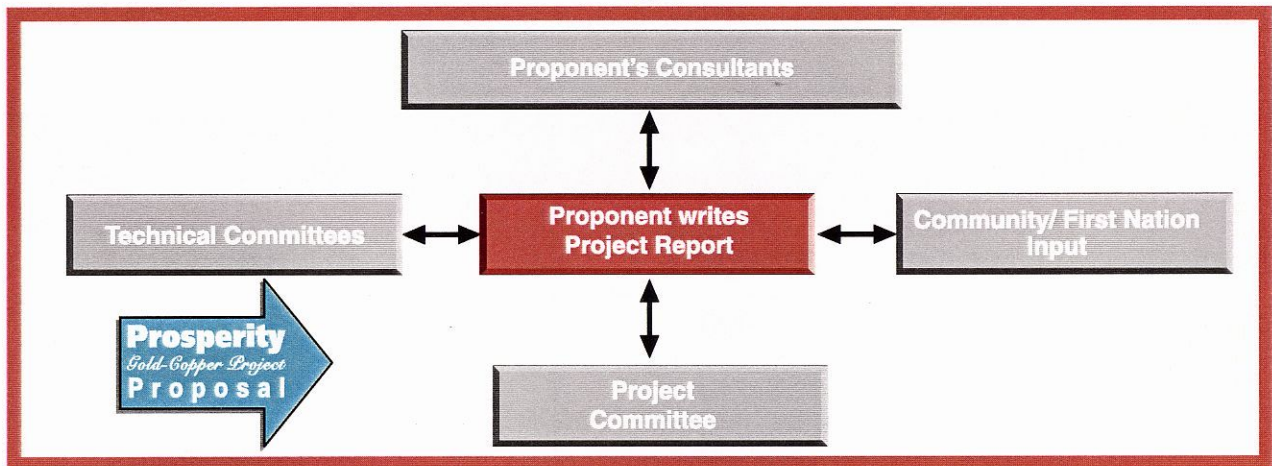 Proponent's Consultants
Technical Committees
Proponent writes
Project Report
Community/ First Nation
Input
Prosperity
Gold-Copper Project
Proposal
Project
Committee